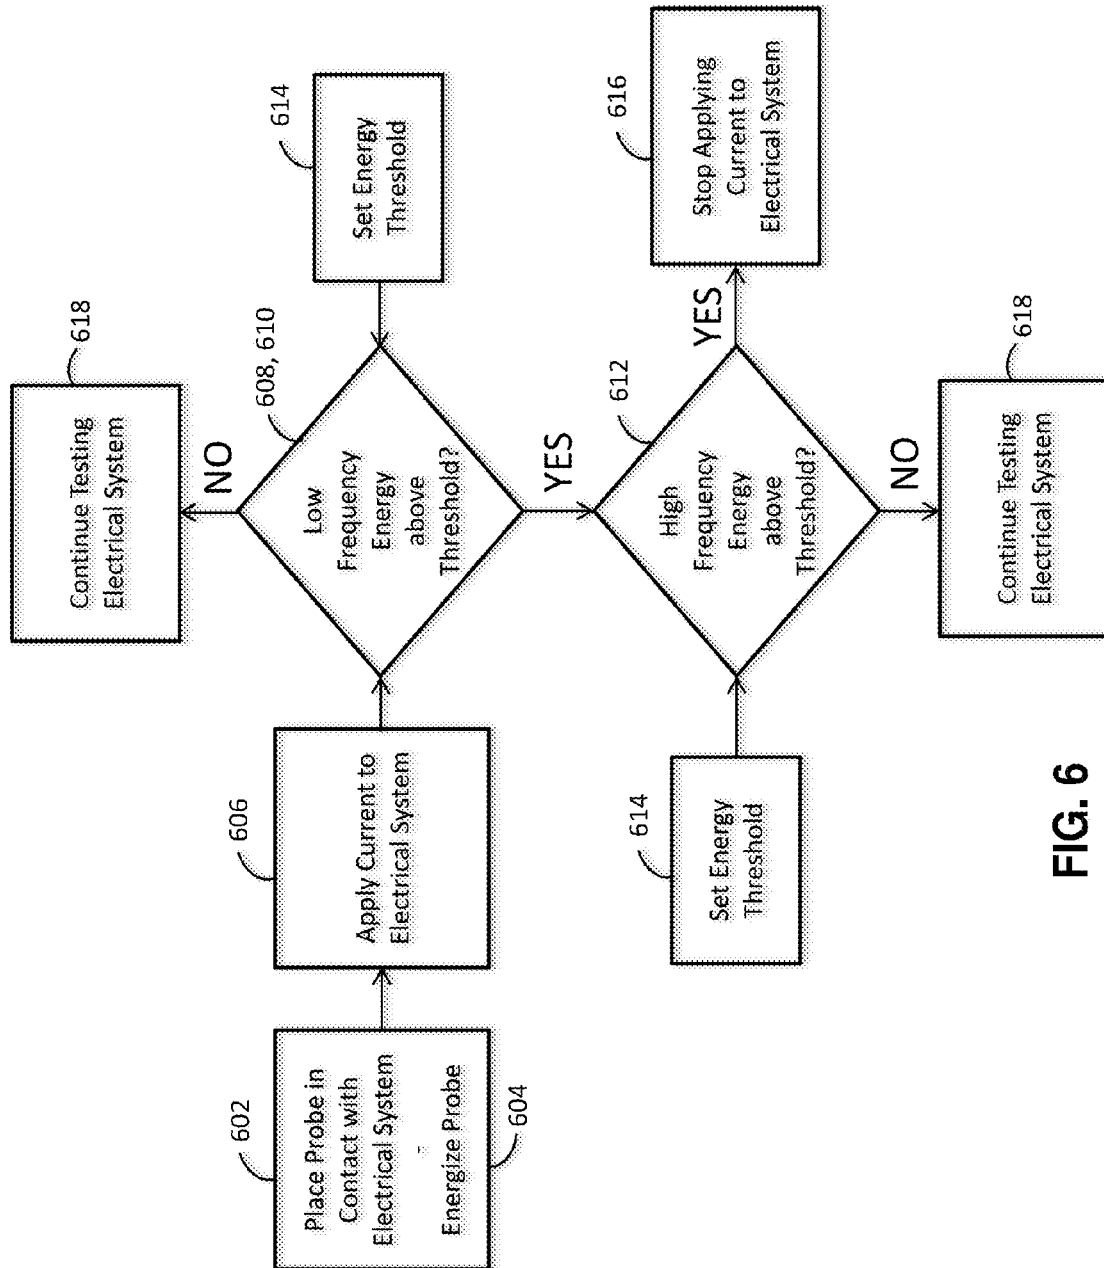 602
Place Probe in
Contact with
Electrical System
Energize Probe
604
606
Apply Current to
Electrical System
608, 610
Low
Frequency
Energy
above
Threshold?
614
Set Energy
Threshold
NO
618
Continue Testing
Electrical System
YES
612
High
Frequency
Energy
above
Threshold?
614
Set Energy
Threshold
YES
616
Stop Applying
Current to
Electrical System
NO
618
Continue Testing
Electrical System
FIG. 6